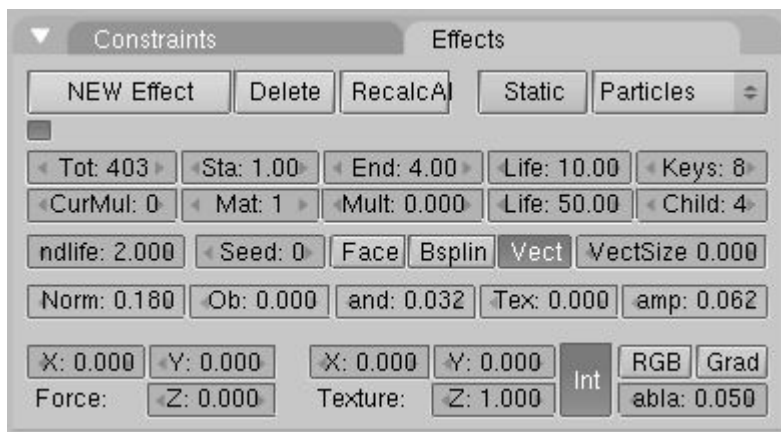 Constraints Effects
NEW Effect Delete RecalcAl Static Particles
Tot: 403 Sta: 1.00 End: 4.00 Life: 10.00 Keys: 8
CurMul: 0 Mat: 1 Mult: 0.000 Life: 50.00 Child: 4
ndlife: 2.000 Seed: 0 Face Bsplin Vect VectSize 0.000
Norm: 0.180 Ob: 0.000 and: 0.032 Tex: 0.000 amp: 0.062
X: 0.000 Y: 0.000 X: 0.000 Y: 0.000 Int RGB Grad
Force: Z: 0.000 Texture: Z: 1.000 abla: 0.050